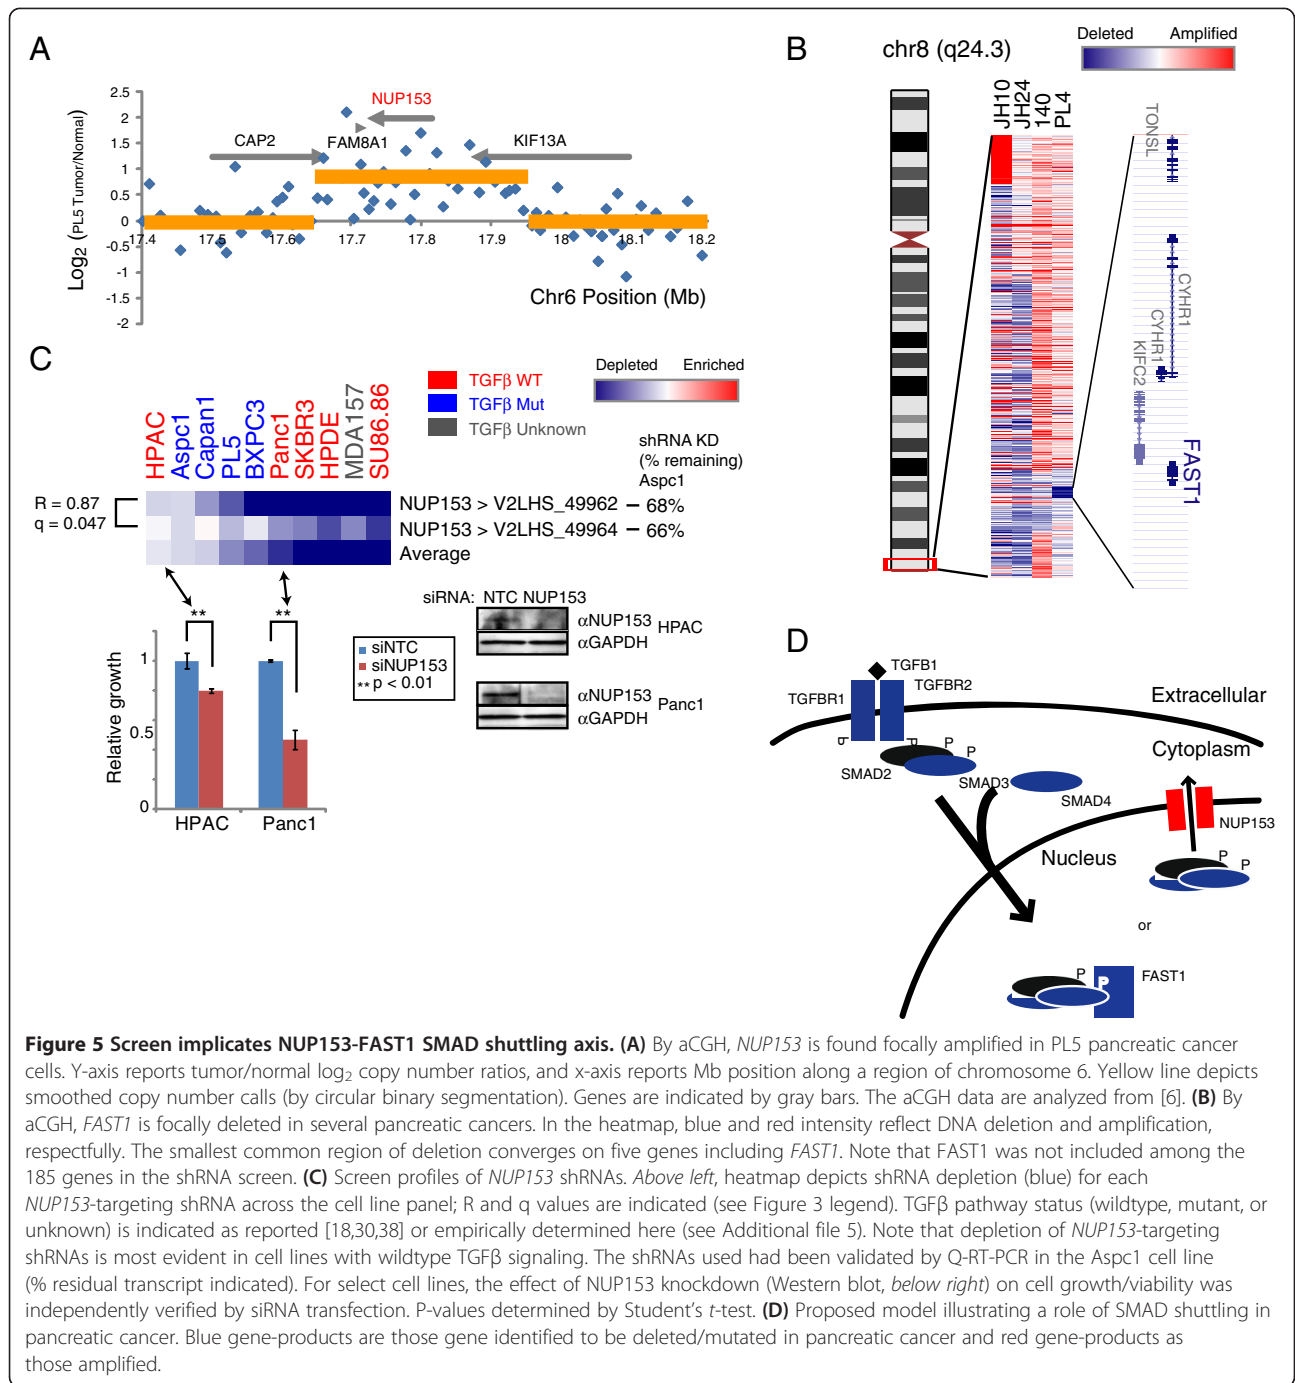 A
Log2 (PL5 Tumor/Normal)
2.5
2
1.5
1
0.5
0
-0.5
-1
-1.5
-2
NUP153
CAP2
FAM8A1
KIF13A
17.4 17.5 17.6 17.7 17.8 17.9 18 18.1 18.2
Chr6 Position (Mb)
B
chr8 (q24.3)
Deleted Amplified
JH10
JH24
140
PL4
TONSL
CYHR1
CYHR1
KIFC2
FAST1
C
TGFβ WT
TGFβ Mut
TGFβ Unknown
Depleted Enriched
HPAC
Aspc1
Capan1
PL5
BXPC3
Panc1
SKBR3
HPDE
MDA157
SU86.86
shRNA KD
(% remaining)
Aspc1
R = 0.87
q = 0.047
NUP153 > V2LHS_49962 – 68%
NUP153 > V2LHS_49964 – 66%
Average
**
**
Relative growth
1
0.5
0
HPAC Panc1
siNTC
siNUP153
** p < 0.01
siRNA: NTC NUP153
αNUP153
αGAPDH
HPAC
αNUP153
αGAPDH
Panc1
D
TGFB1
TGFBR1
TGFBR2
Extracellular
P
P
P
P
Cytoplasm
SMAD2
SMAD3
SMAD4
NUP153
Nucleus
P
P
or
P
P
FAST1
Figure 5 Screen implicates NUP153-FAST1 SMAD shuttling axis. (A) By aCGH, NUP153 is found focally amplified in PL5 pancreatic cancer
cells. Y-axis reports tumor/normal log2 copy number ratios, and x-axis reports Mb position along a region of chromosome 6. Yellow line depicts
smoothed copy number calls (by circular binary segmentation). Genes are indicated by gray bars. The aCGH data are analyzed from [6]. (B) By
aCGH, FAST1 is focally deleted in several pancreatic cancers. In the heatmap, blue and red intensity reflect DNA deletion and amplification,
respectfully. The smallest common region of deletion converges on five genes including FAST1. Note that FAST1 was not included among the
185 genes in the shRNA screen. (C) Screen profiles of NUP153 shRNAs. Above left, heatmap depicts shRNA depletion (blue) for each
NUP153-targeting shRNA across the cell line panel; R and q values are indicated (see Figure 3 legend). TGFβ pathway status (wildtype, mutant, or
unknown) is indicated as reported [18,30,38] or empirically determined here (see Additional file 5). Note that depletion of NUP153-targeting
shRNAs is most evident in cell lines with wildtype TGFβ signaling. The shRNAs used had been validated by Q-RT-PCR in the Aspc1 cell line
(% residual transcript indicated). For select cell lines, the effect of NUP153 knockdown (Western blot, below right) on cell growth/viability was
independently verified by siRNA transfection. P-values determined by Student's t-test. (D) Proposed model illustrating a role of SMAD shuttling in
pancreatic cancer. Blue gene-products are those gene identified to be deleted/mutated in pancreatic cancer and red gene-products as
those amplified.